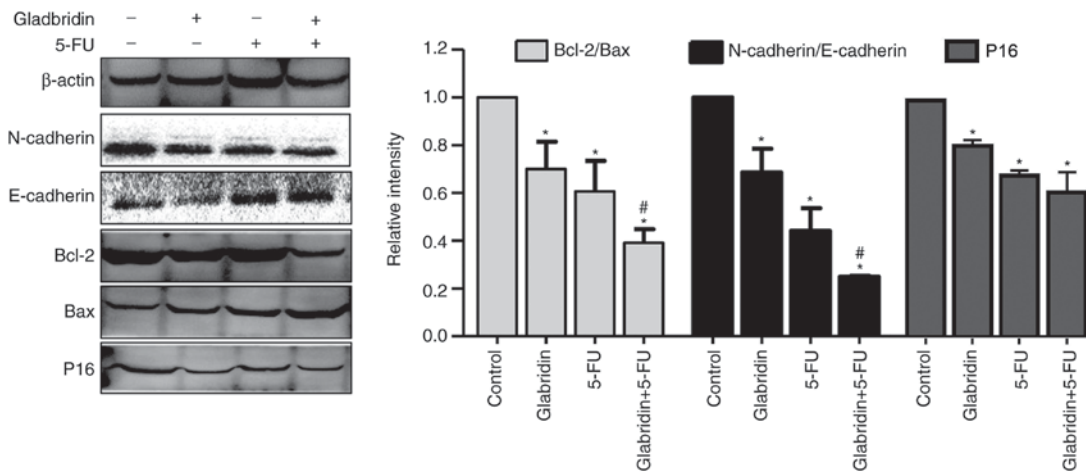 Gladbridin – + – +
5-FU – – + +
β-actin
N-cadherin
E-cadherin
Bcl-2
Bax
P16
Bcl-2/Bax N-cadherin/E-cadherin P16
Relative intensity
1.2
1.0
0.8
0.6
0.4
0.2
0.0
* * # *
* * # *
* * *
Control Glabridin 5-FU Glabridin+5-FU
Control Glabridin 5-FU Glabridin+5-FU
Control Glabridin 5-FU Glabridin+5-FU